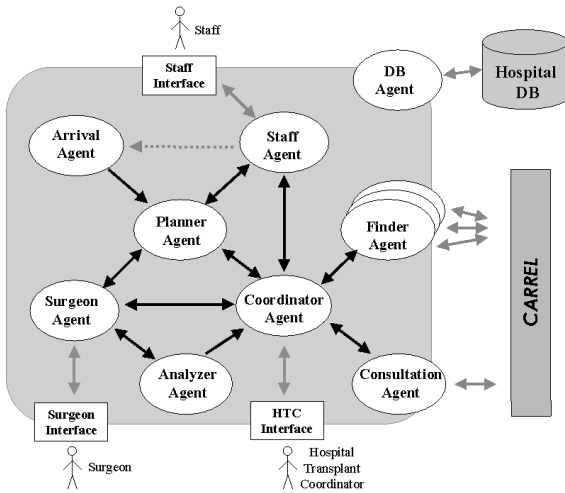 Staff
Staff
Interface
DB
Agent
Hospital
DB
Arrival
Agent
Staff
Agent
Planner
Agent
Finder
Agent
Surgeon
Agent
Coordinator
Agent
CARREL
Analyzer
Agent
Consultation
Agent
Surgeon
Interface
HTC
Interface
Surgeon
Hospital
Transplant
Coordinator